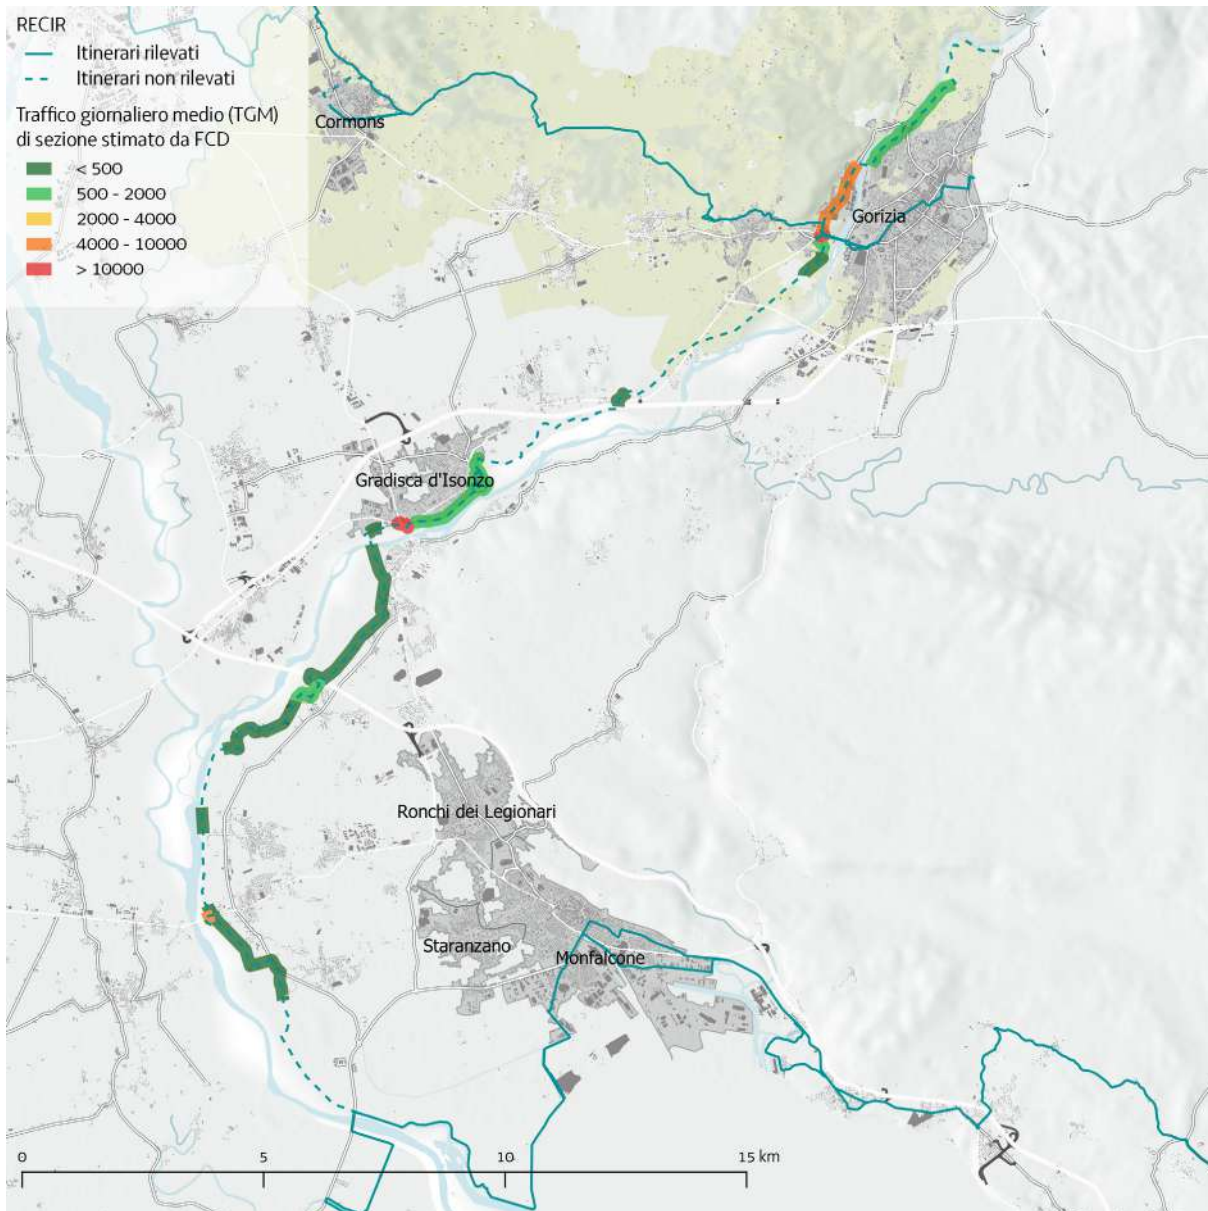 RECIR
Itinerari rilevati
Itinerari non rilevati
Traffico giornaliero medio (TGM)
di sezione stimato da FCD
< 500
500 - 2000
2000 - 4000
4000 - 10000
> 10000
Cormons
Gorizia
Gradisca d'Isonzo
Ronchi dei Legionari
Staranzano
Monfalcone
0 5 10 15 km